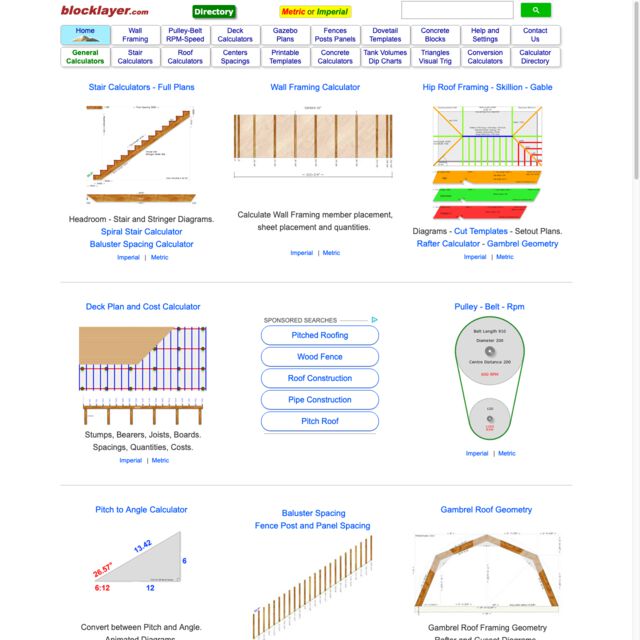 blocklayer.com
Directory
Metric or Imperial
Home
Wall Framing
Pulley-Belt RPM-Speed
Deck Calculators
Gazebo Plans
Fences Posts Panels
Dovetail Templates
Concrete Blocks
Help and Settings
Contact Us
General Calculators
Stair Calculators
Roof Calculators
Centers Spacings
Printable Templates
Concrete Calculators
Tank Volumes Dip Charts
Triangles Visual Trig
Conversion Calculators
Calculator Directory
Stair Calculators - Full Plans
Headroom - Stair and Stringer Diagrams.
Spiral Stair Calculator
Baluster Spacing Calculator
Imperial | Metric
Wall Framing Calculator
Calculate Wall Framing member placement,
sheet placement and quantities.
Imperial | Metric
Hip Roof Framing - Skillion - Gable
Diagrams - Cut Templates - Setout Plans.
Rafter Calculator - Gambrel Geometry
Imperial | Metric
Deck Plan and Cost Calculator
Stumps, Bearers, Joists, Boards.
Spacings, Quantities, Costs.
Imperial | Metric
SPONSORED SEARCHES
Pitched Roofing
Wood Fence
Roof Construction
Pipe Construction
Pitch Roof
Pulley - Belt - Rpm
Diameter 200
Centre Distance 200
600 RPM
Imperial | Metric
Pitch to Angle Calculator
26.57°
13.42
6
6:12
12
Convert between Pitch and Angle.
Animated Diagrams.
Baluster Spacing
Fence Post and Panel Spacing
Gambrel Roof Geometry
Gambrel Roof Framing Geometry
Rafter and Gusset Diagrams